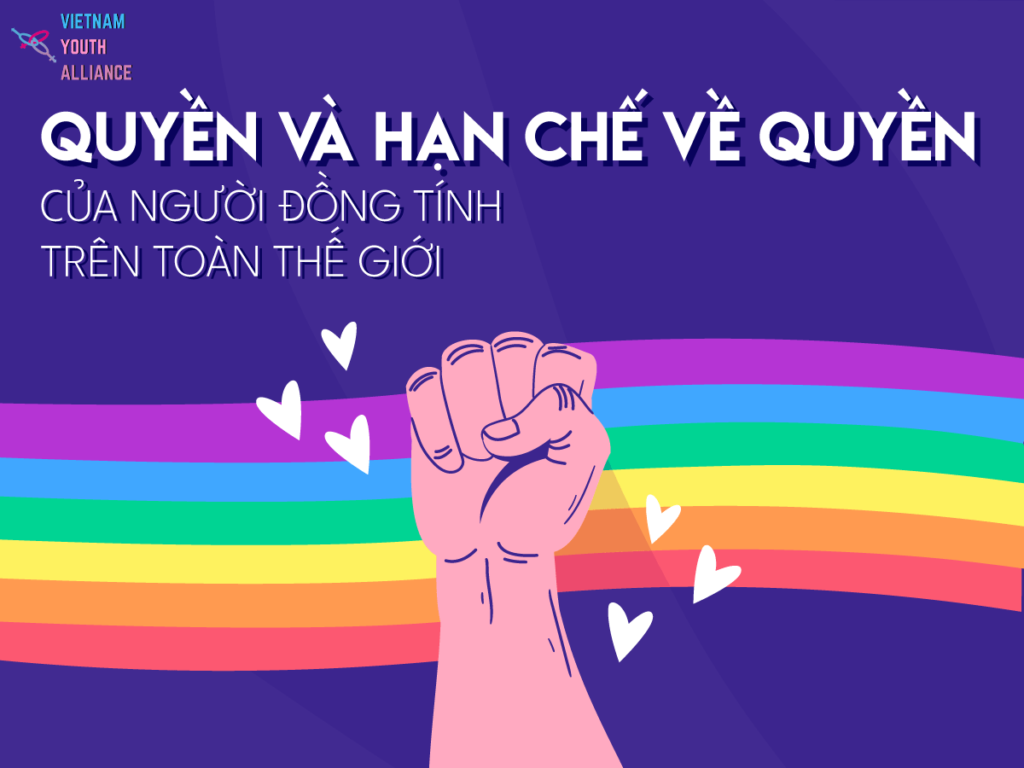 VIETNAM
YOUTH
ALLIANCE
QUYỀN VÀ HẠN CHẾ VỀ QUYỀN
CỦA NGƯỜI ĐỒNG TÍNH
TRÊN TOÀN THẾ GIỚI